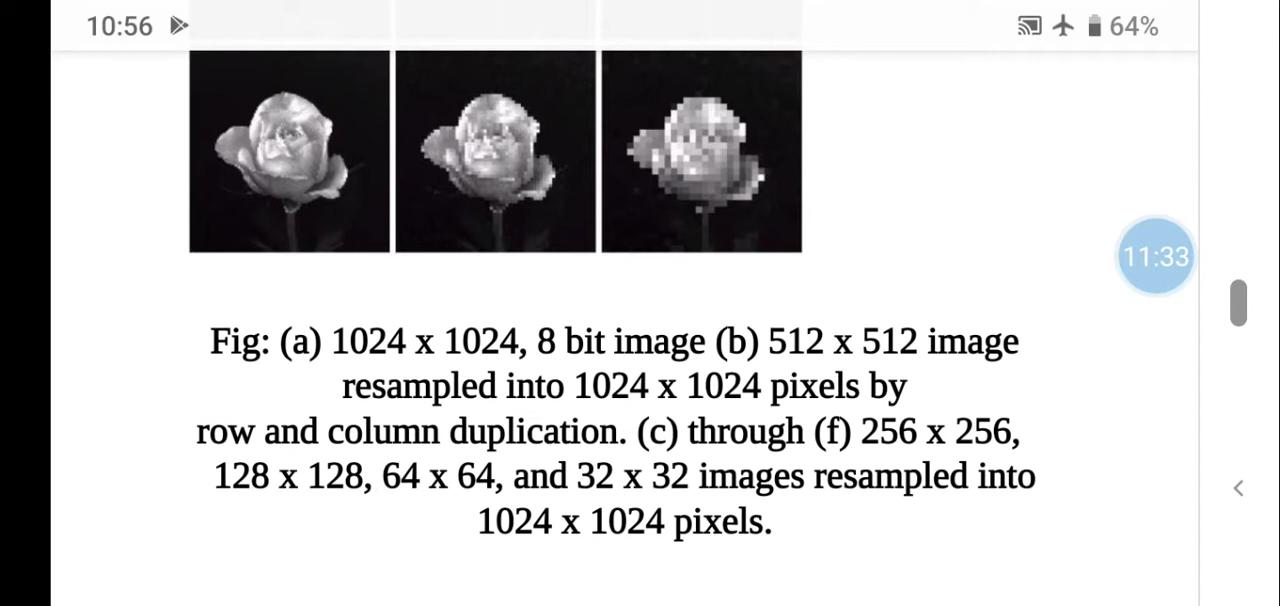 10:56 64%
11:33
Fig: (a) 1024 x 1024, 8 bit image (b) 512 x 512 image
resampled into 1024 x 1024 pixels by
row and column duplication. (c) through (f) 256 x 256,
128 x 128, 64 x 64, and 32 x 32 images resampled into
1024 x 1024 pixels.